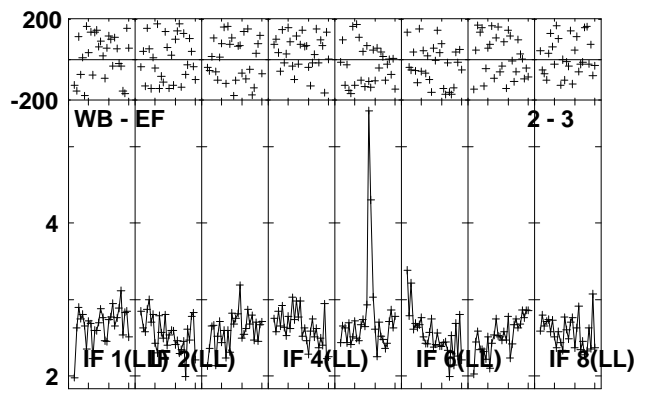 200
-200
WB - EF 2 - 3
4
2
IF 1(LL) IF 2(LL) IF 4(LL) IF 6(LL) IF 8(LL)